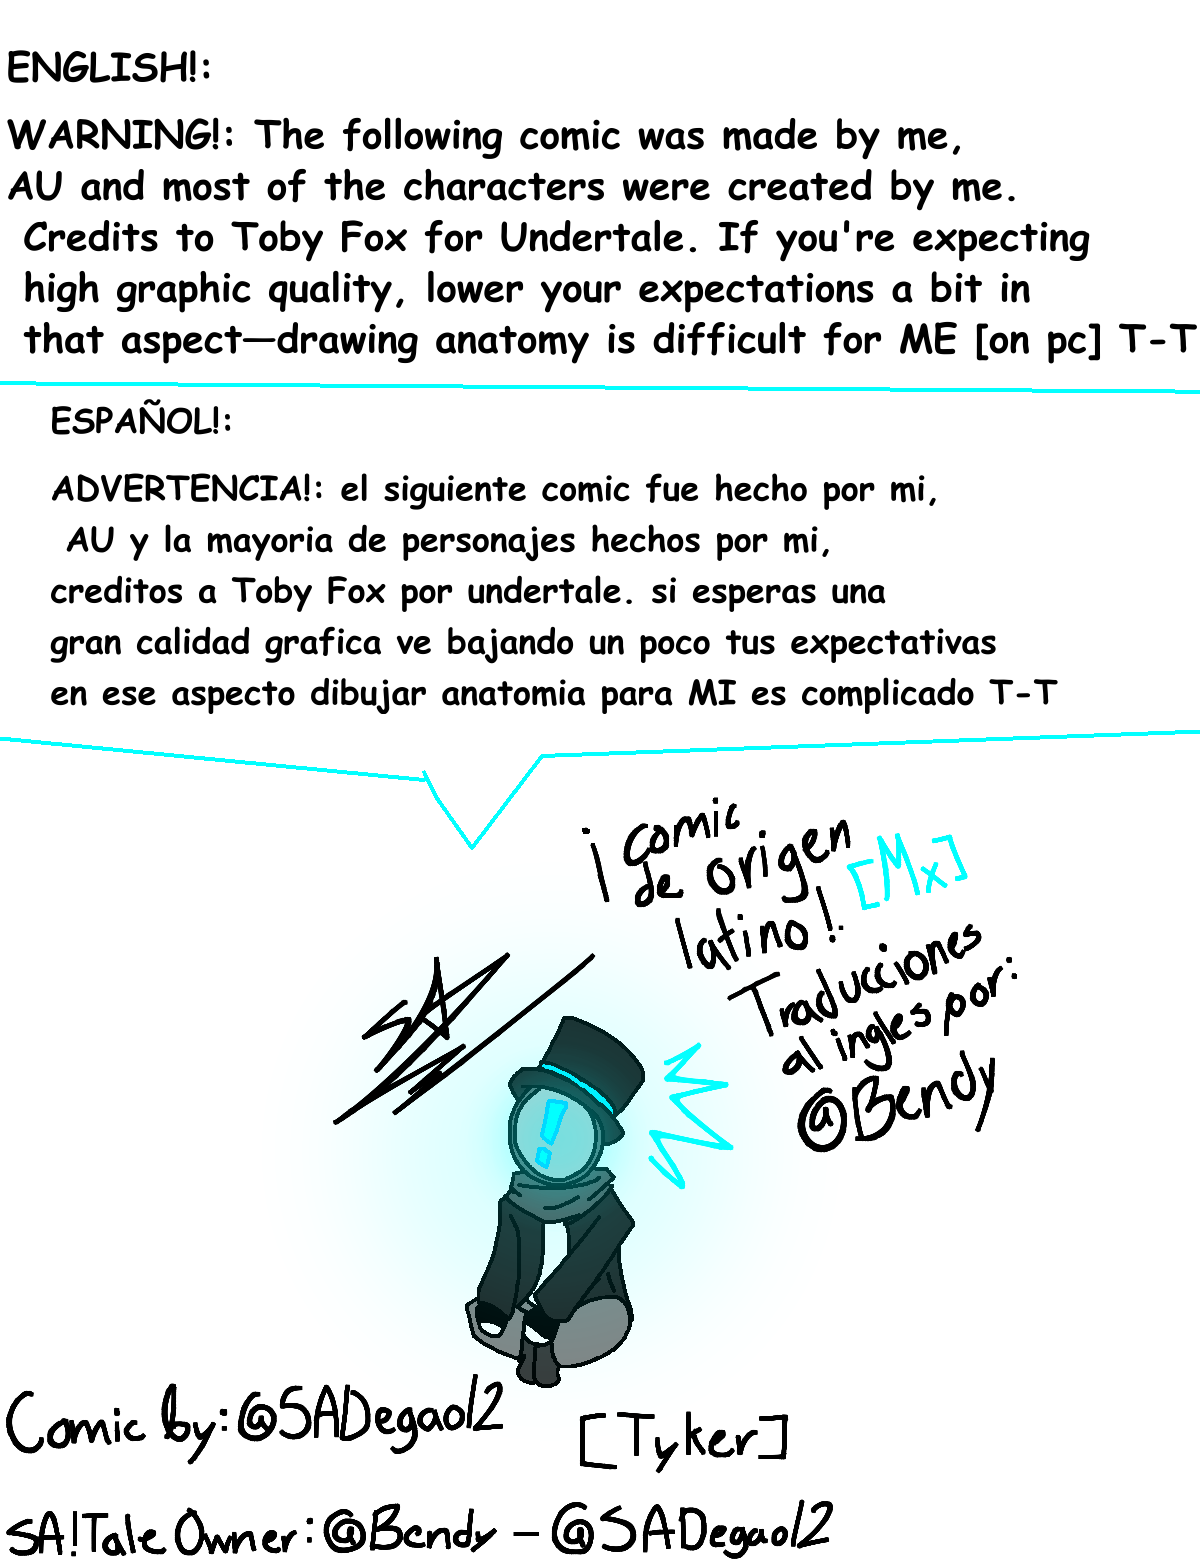 ENGLISH!:
WARNING!: The following comic was made by me,
AU and most of the characters were created by me.
Credits to Toby Fox for Undertale. If you're expecting
high graphic quality, lower your expectations a bit in
that aspect—drawing anatomy is difficult for ME [on pc] T-T
ESPAÑOL!:
ADVERTENCIA!: el siguiente comic fue hecho por mi,
AU y la mayoria de personajes hechos por mi,
creditos a Toby Fox por undertale. si esperas una
gran calidad grafica ve bajando un poco tus expectativas
en ese aspecto dibujar anatomia para MI es complicado T-T
¡comic
de origen
latino! [Mx]
Traducciones
al ingles por:
@Bendy
SA
!
Comic by: @SADegao12
[Tyker]
SA!Tale Owner: @Bendy - @SADegao12